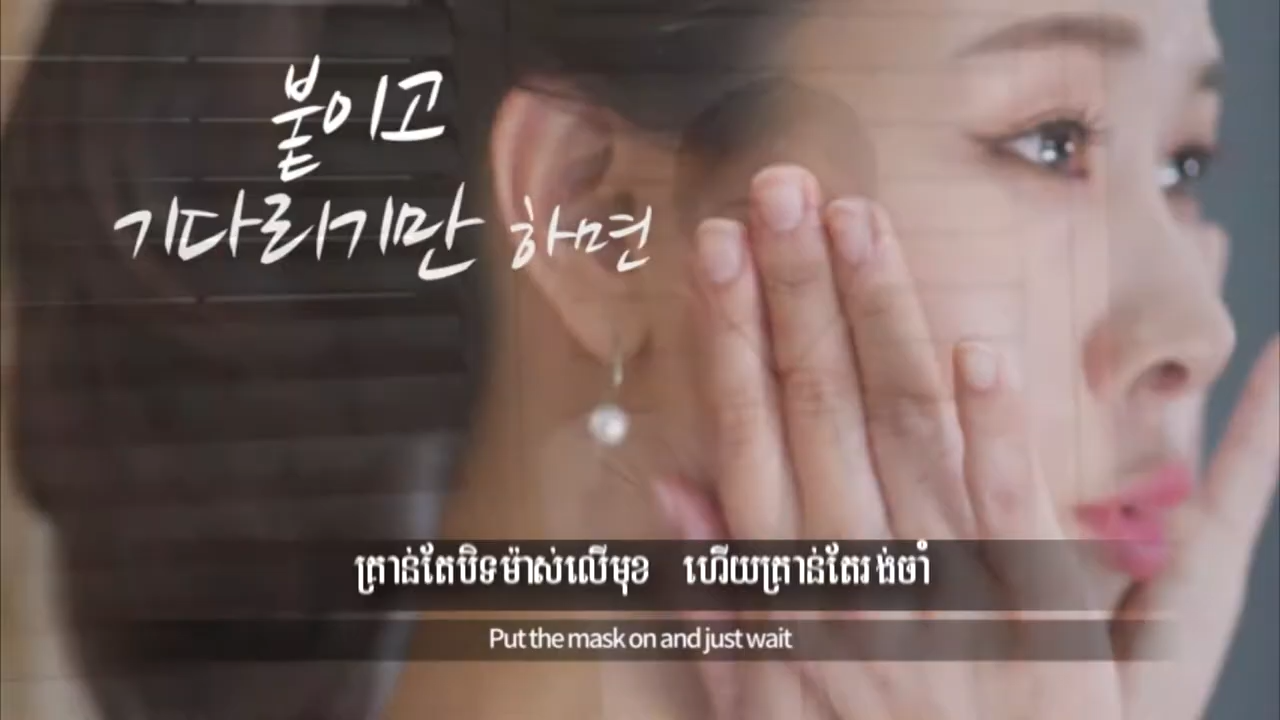 붙이고
기다리기만 하면
គ្រាន់តែបិទម៉ាស់លើមុខ ហើយគ្រាន់តែរង់ចាំ
Put the mask on and just wait